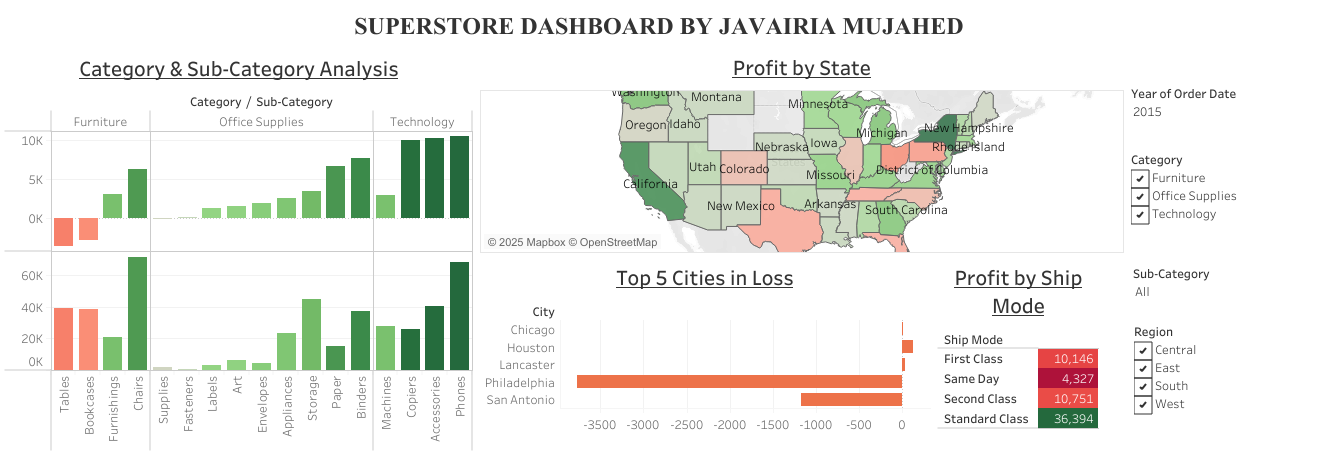 SUPERSTORE DASHBOARD BY JAVAIRIA MUJAHED
Category & Sub-Category Analysis
Category / Sub-Category
Furniture
Office Supplies
Technology
10K
5K
0K
60K
40K
20K
0K
Tables
Bookcases
Furnishings
Chairs
Supplies
Fasteners
Labels
Art
Envelopes
Appliances
Storage
Paper
Binders
Machines
Copiers
Accessories
Phones
Profit by State
Washington
Montana
Minnesota
Oregon
Idaho
Michigan
New Hampshire
Nebraska
Iowa
Rhode Island
Utah
Colorado
Missouri
District of Columbia
California
New Mexico
Arkansas
South Carolina
© 2025 Mapbox © OpenStreetMap
Top 5 Cities in Loss
City
Chicago
Houston
Lancaster
Philadelphia
San Antonio
-3500 -3000 -2500 -2000 -1500 -1000 -500 0
Profit by Ship
Mode
Ship Mode
First Class 10,146
Same Day 4,327
Second Class 10,751
Standard Class 36,394
Year of Order Date
2015
Category
Furniture
Office Supplies
Technology
Sub-Category
All
Region
Central
East
South
West